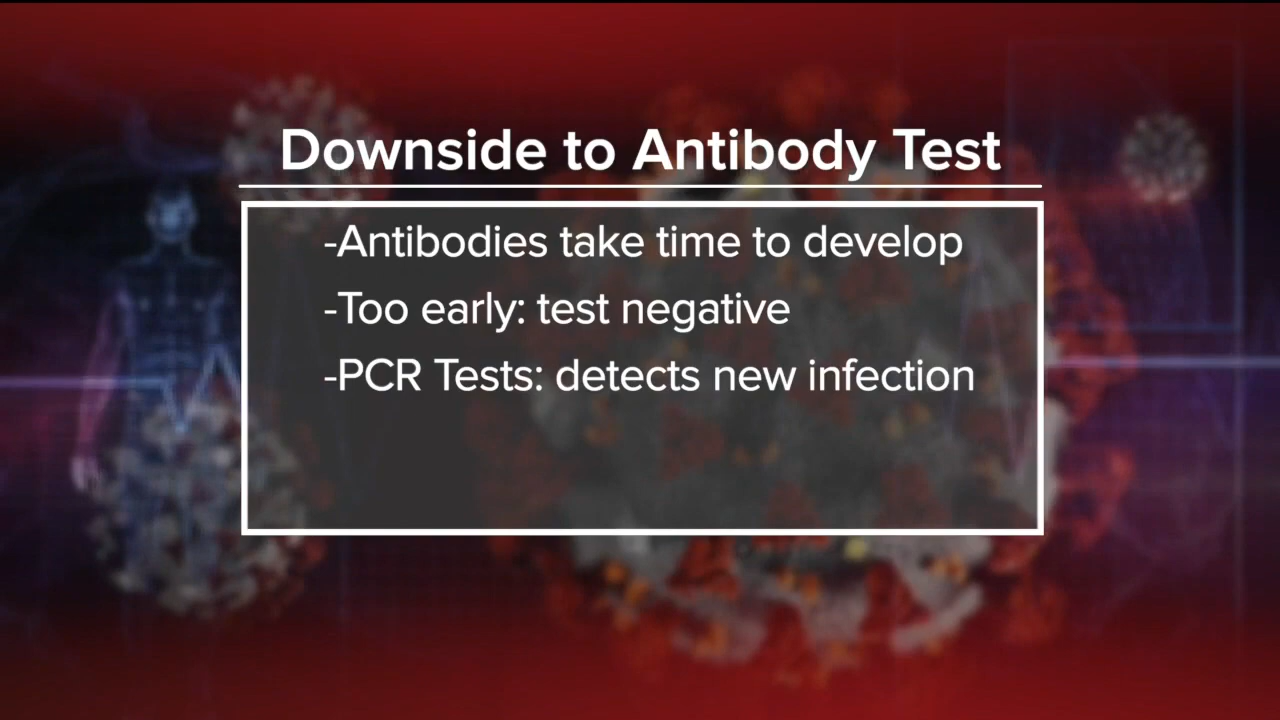 Downside to Antibody Test
-Antibodies take time to develop
-Too early: test negative
-PCR Tests: detects new infection